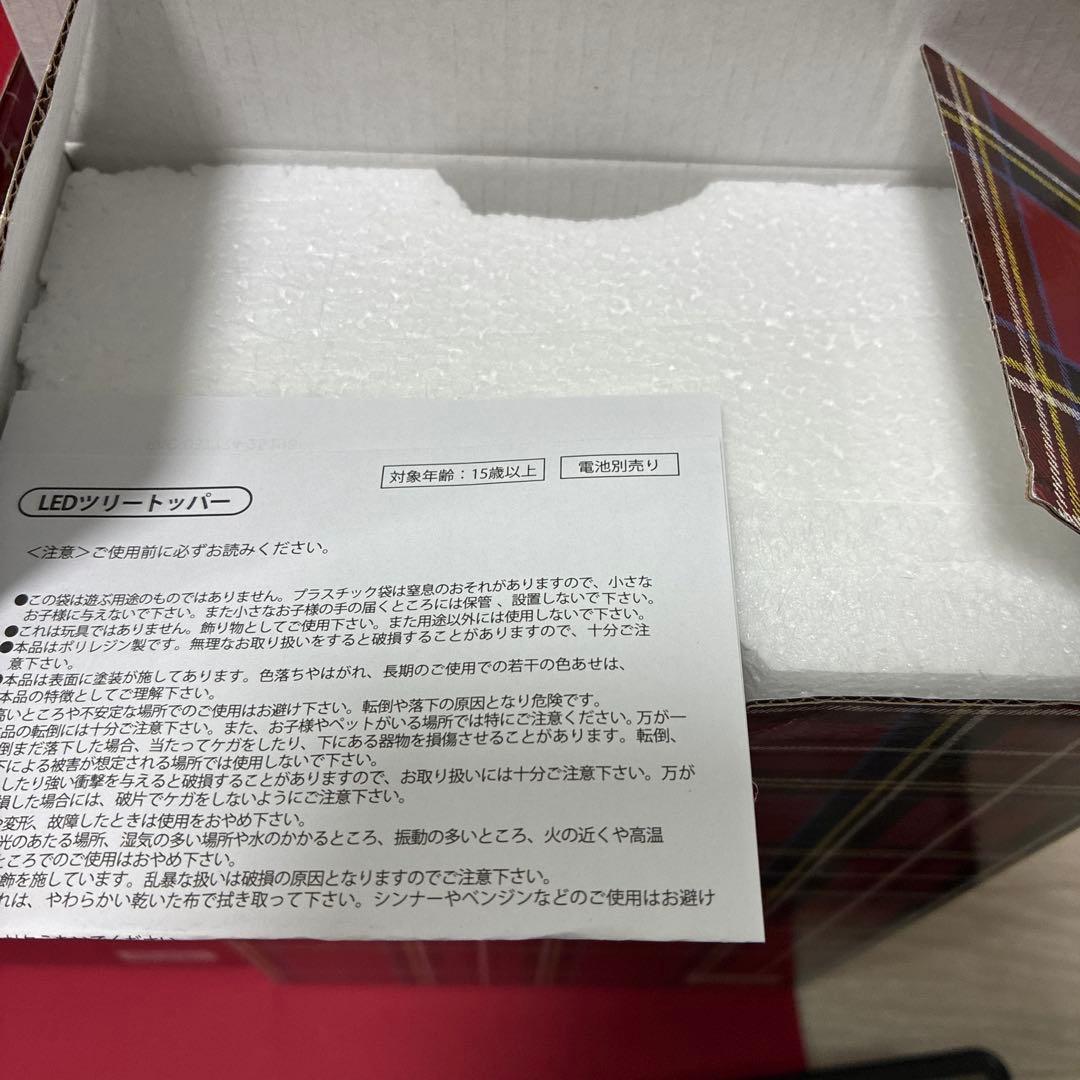 対象年齢：15歳以上
電池別売り
LEDツリートッパー
＜注意＞ご使用前に必ずお読みください。
●この袋は遊ぶ用途のものではありません。プラスチック袋は窒息のおそれがありますので、小さな
お子様に与えないで下さい。また小さなお子様の手の届くところには保管 、設置しないで下さい。
●これは玩具ではありません。飾り物としてご使用下さい。また用途以外には使用しないで下さい。
●本品はポリレジン製です。無理なお取り扱いをすると破損することがありますので、十分ご注
意下さい。
●本品は表面に塗装が施してあります。色落ちやはがれ、長期のご使用での若干の色あせは、
本品の特徴としてご理解下さい。
高いところや不安定な場所でのご使用はお避け下さい。転倒や落下の原因となり危険です。
品の転倒には十分ご注意下さい。また、お子様やペットがいる場所では特にご注意ください。万が一
倒まだ落下した場合、当たってケガをしたり、下にある器物を損傷させることがあります。転倒、
下による被害が想定される場所では使用しないで下さい。
したり強い衝撃を与えると破損することがありますので、お取り扱いには十分ご注意下さい。万が
損した場合には、破片でケガをしないようにご注意下さい。
や変形、故障したときは使用をおやめ下さい。
光のあたる場所、湿気の多い場所や水のかかるところ、振動の多いところ、火の近くや高温
ところでのご使用はおやめ下さい。
飾を施しています。乱暴な扱いは破損の原因となりますのでご注意下さい。
れは、やわらかい乾いた布で拭き取って下さい。シンナーやベンジンなどのご使用はお避け